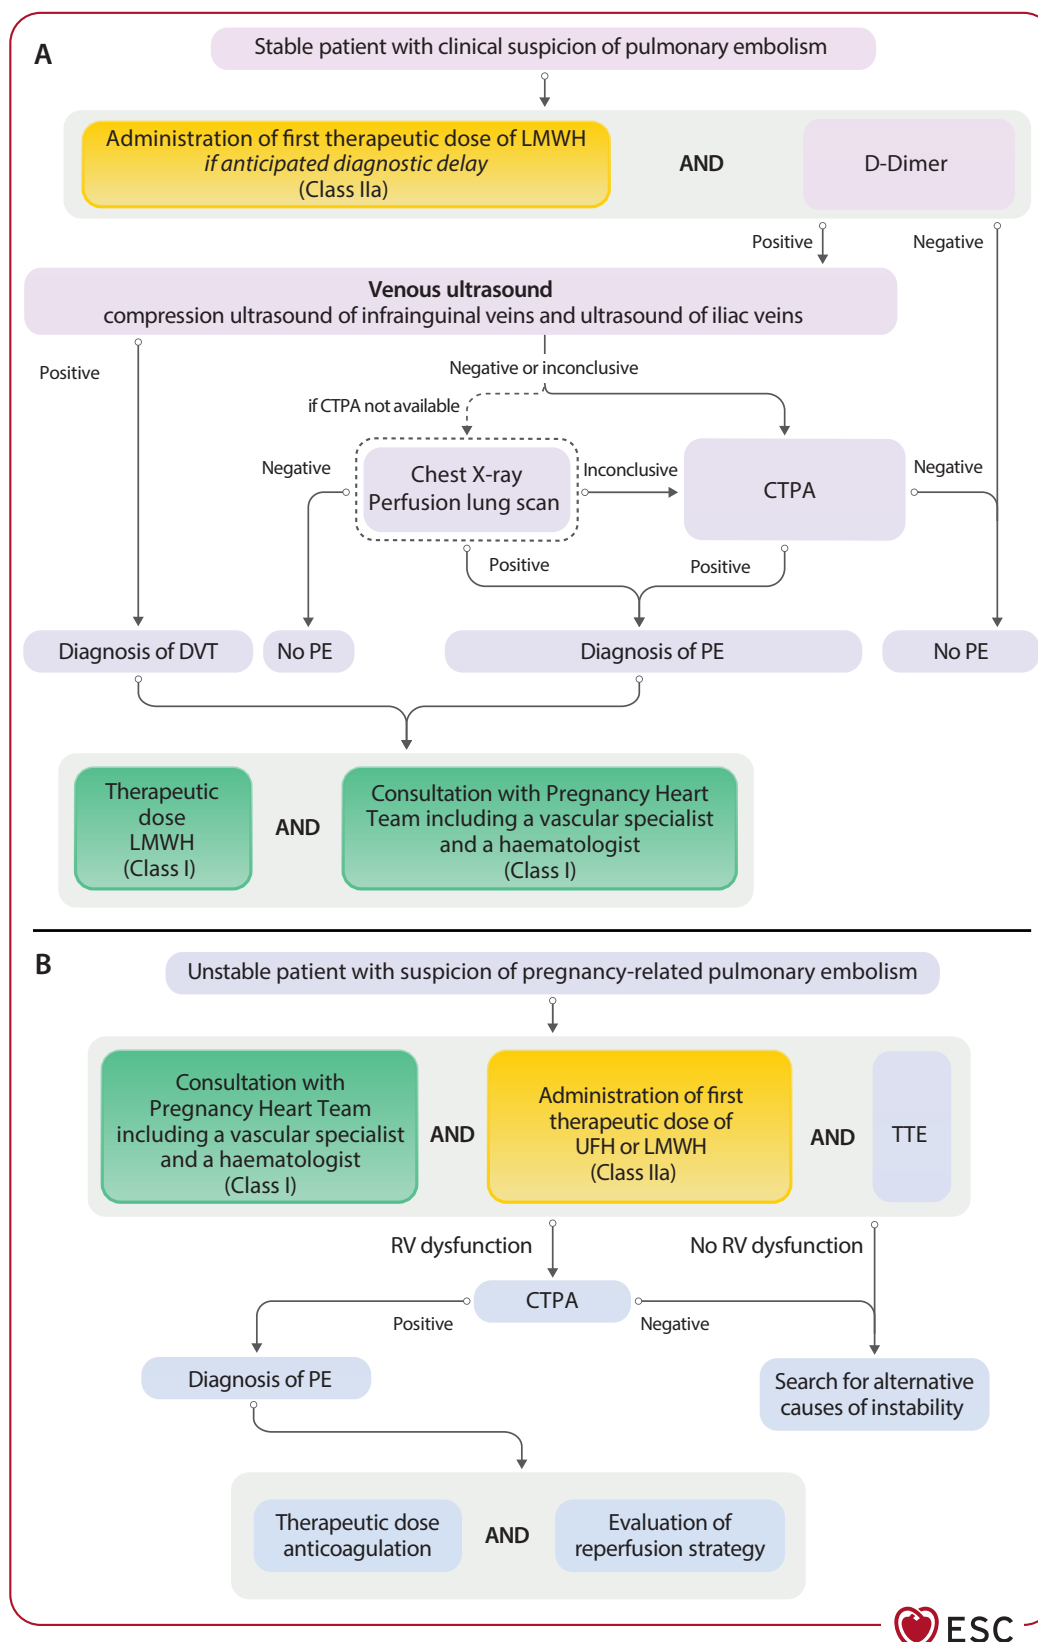 A
Stable patient with clinical suspicion of pulmonary embolism
Administration of first therapeutic dose of LMWH
if anticipated diagnostic delay
(Class IIa)
AND
D-Dimer
Positive
Negative
Venous ultrasound
compression ultrasound of infrainguinal veins and ultrasound of iliac veins
Positive
Negative or inconclusive
if CTPA not available
Negative
Chest X-ray
Perfusion lung scan
Inconclusive
CTPA
Negative
Positive
Positive
Diagnosis of DVT
No PE
Diagnosis of PE
No PE
Therapeutic
dose
LMWH
(Class I)
AND
Consultation with Pregnancy Heart
Team including a vascular specialist
and a haematologist
(Class I)
B
Unstable patient with suspicion of pregnancy-related pulmonary embolism
Consultation with
Pregnancy Heart Team
including a vascular specialist
and a haematologist
(Class I)
AND
Administration of first
therapeutic dose of
UFH or LMWH
(Class IIa)
AND
TTE
RV dysfunction
No RV dysfunction
CTPA
Positive
Negative
Diagnosis of PE
Search for alternative
causes of instability
Therapeutic dose
anticoagulation
AND
Evaluation of
reperfusion strategy
ESC